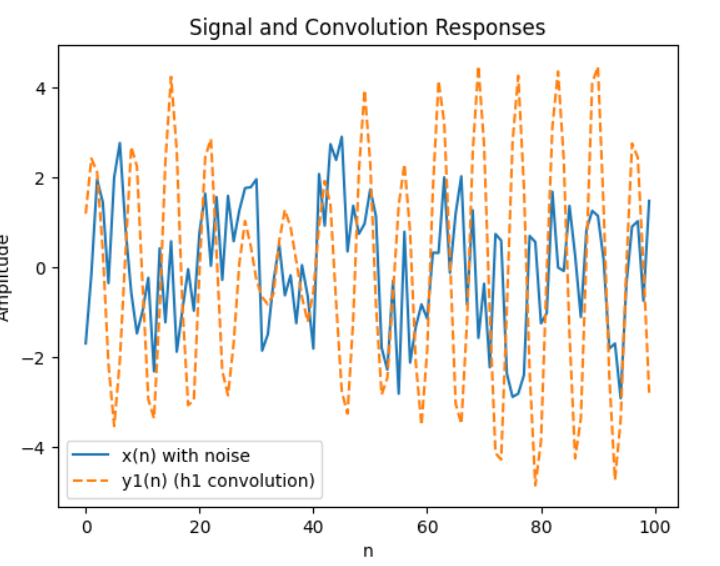 Signal and Convolution Responses
Amplitude
4
2
0
−2
−4
x(n) with noise
y1(n) (h1 convolution)
0 20 40 60 80 100
n